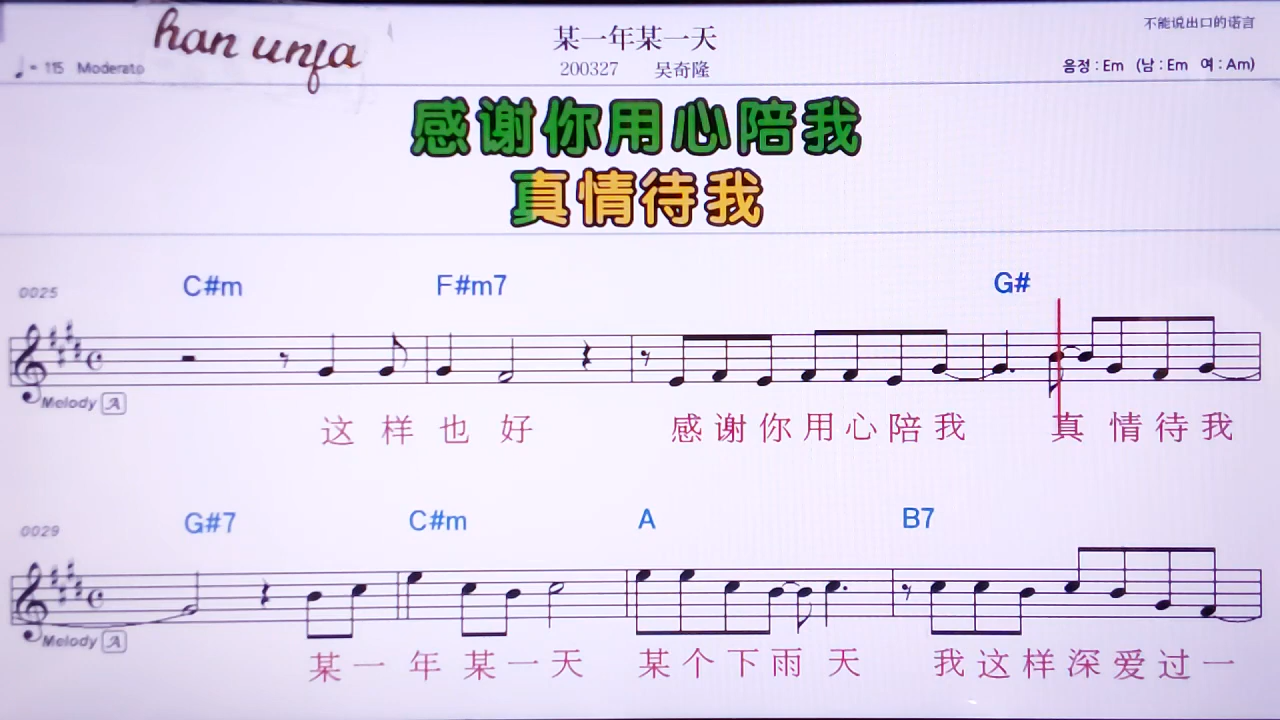 han unfa
某一年某一天
不能说出口的诺言
♩= 115 Moderato
200327 吴奇隆
음정 : Em (남 : Em 여 : Am)
感谢你用心陪我
真情待我
0025 C#m F#m7 G#
Melody A
这样也好 感谢你用心陪我 真情待我
0029 G#7 C#m A B7
Melody A
某一年某一天 某个下雨天 我这样深爱过一